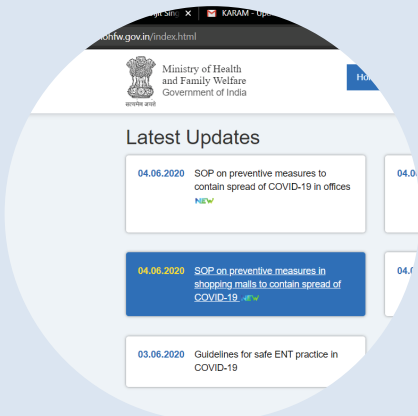 KARAM - Up
gov.in/index.html
Ministry of Health
and Family Welfare
Government of India
सत्यमेव जयते
Latest Updates
04.06.2020 SOP on preventive measures to
contain spread of COVID-19 in offices
NEW
04.06.2020 SOP on preventive measures in
shopping malls to contain spread of
COVID-19 NEW
03.06.2020 Guidelines for safe ENT practice in
COVID-19